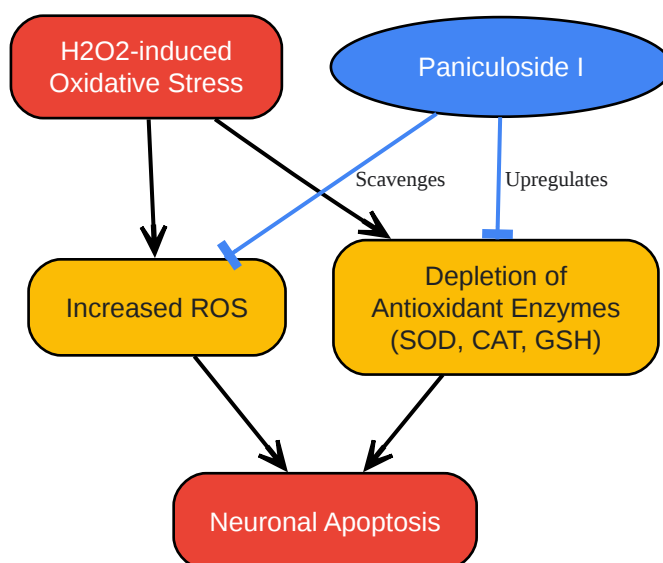 H2O2-induced
Oxidative Stress
Paniculoside I
Scavenges
Upregulates
Increased ROS
Depletion of
Antioxidant Enzymes
(SOD, CAT, GSH)
Neuronal Apoptosis